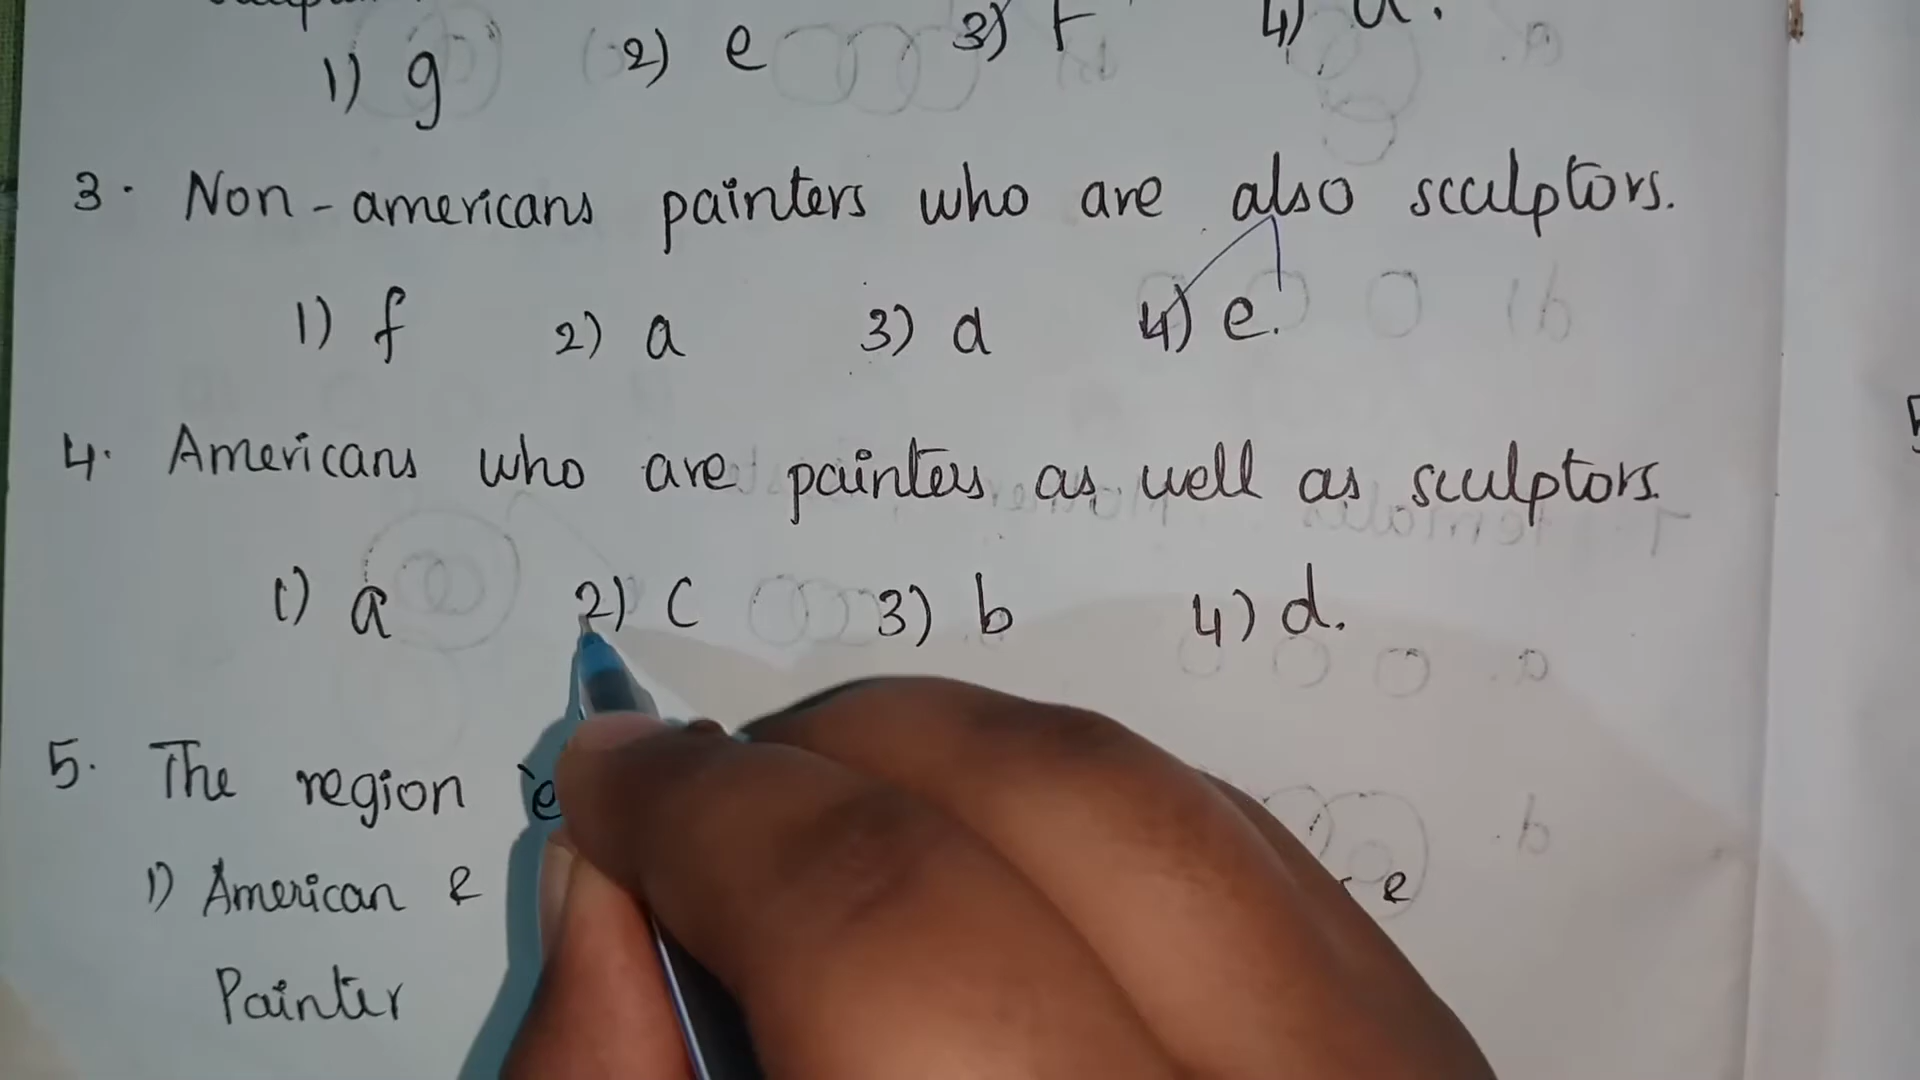 1) g 2) e 3) f 4) d.
3. Non-americans painters who are also sculptors.
1) f 2) a 3) d 4) e.
4. Americans who are painters as well as sculptors.
1) a 2) c 3) b 4) d.
5. The region 'e
1) American & &
Painter